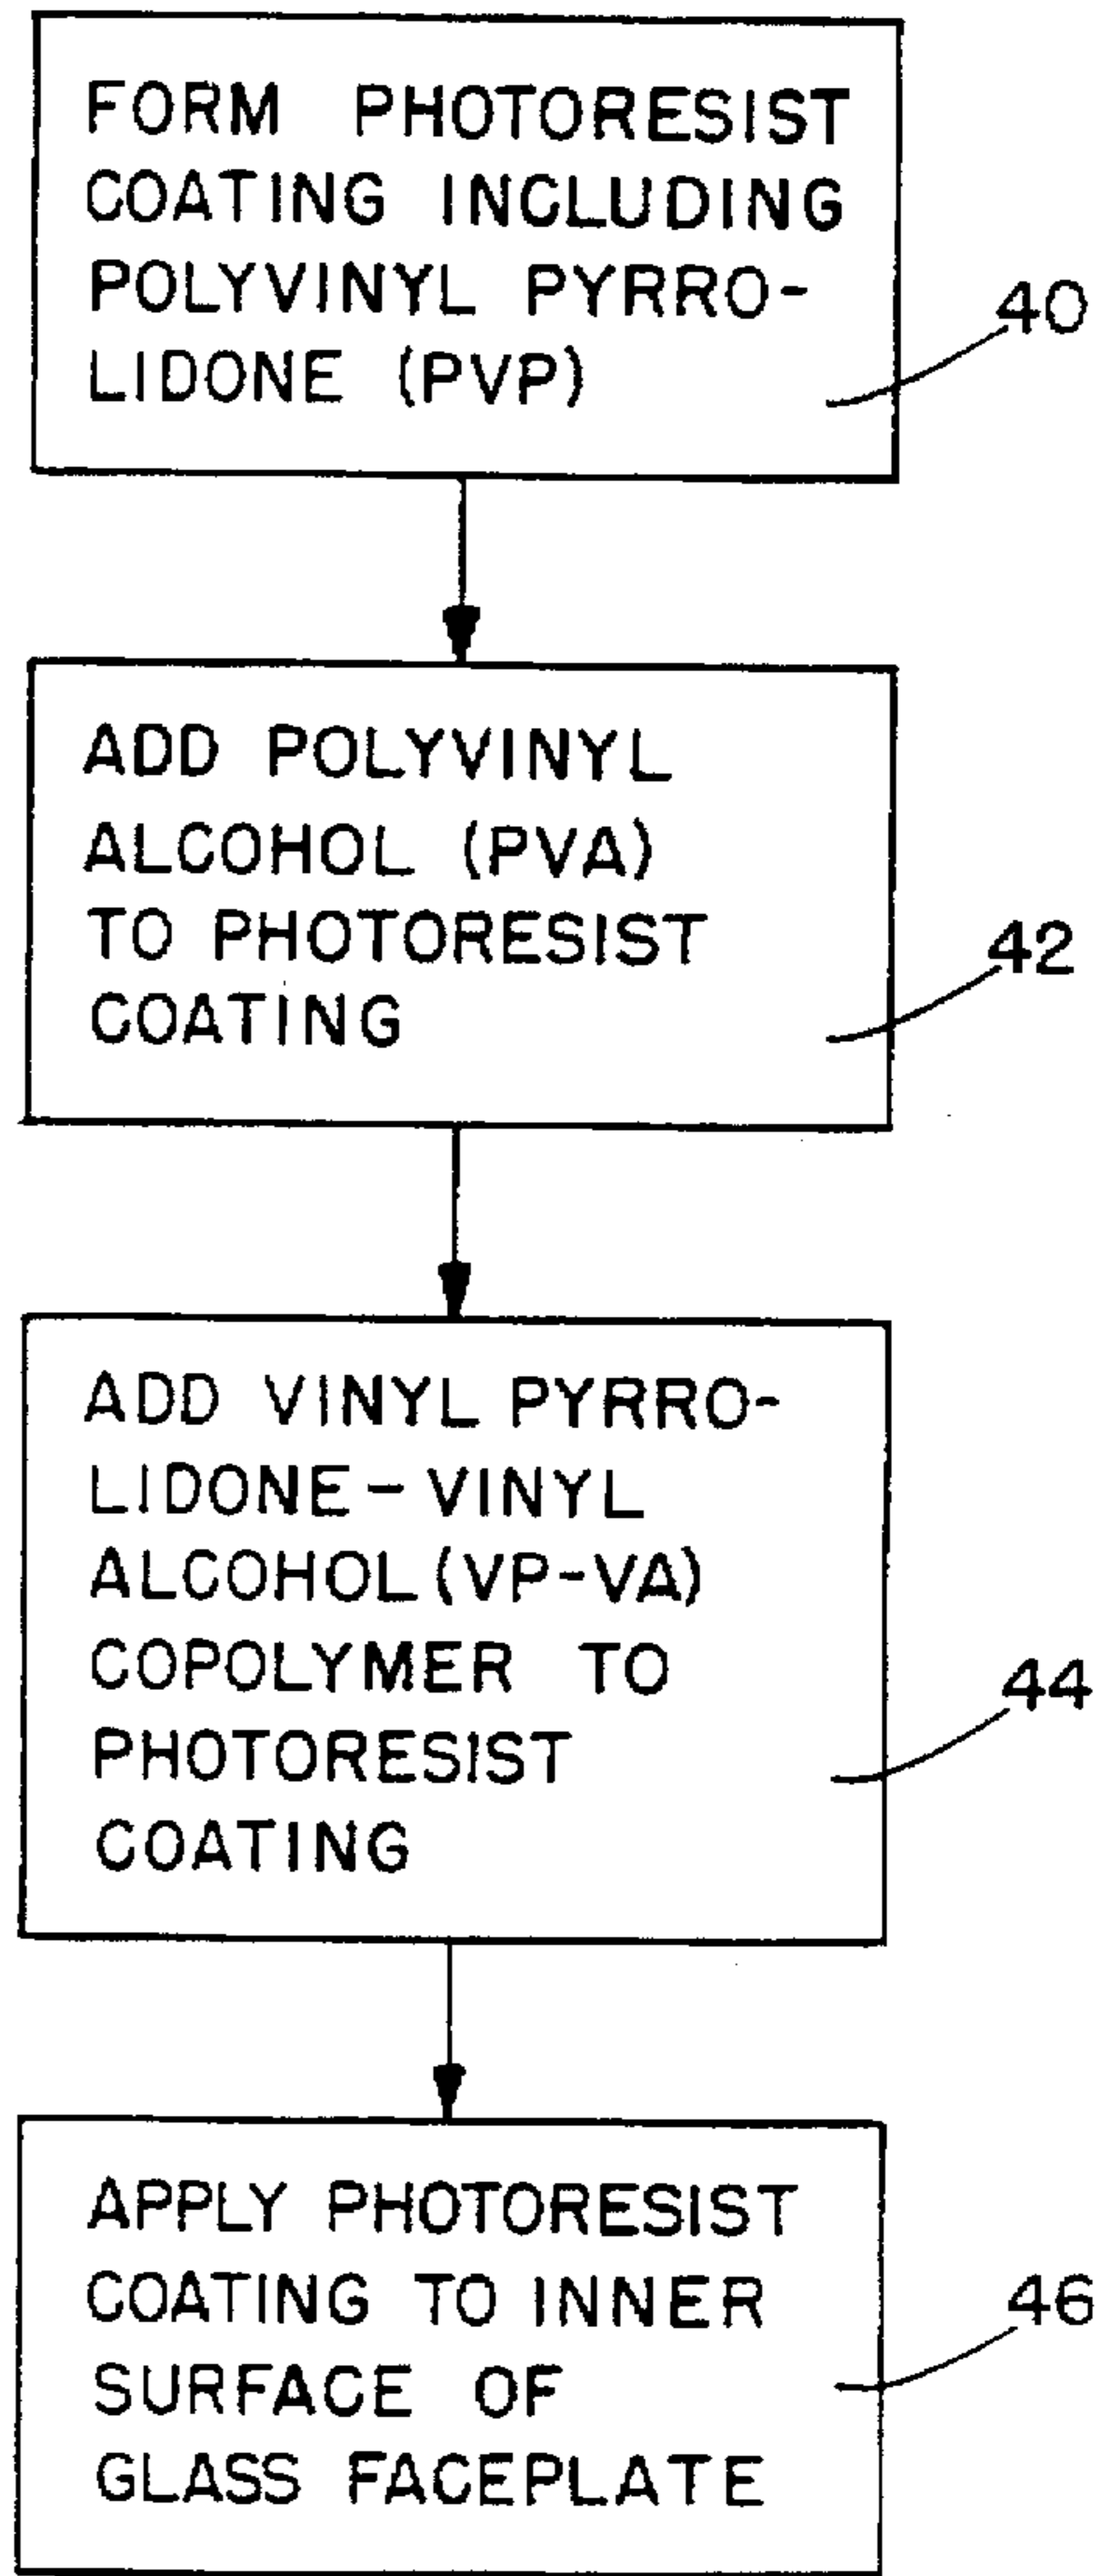 FORM PHOTORESIST
COATING INCLUDING
POLYVINYL PYRRO-
LIDONE (PVP)
40
ADD POLYVINYL
ALCOHOL (PVA)
TO PHOTORESIST
COATING
42
ADD VINYL PYRRO-
LIDONE-VINYL
ALCOHOL (VP-VA)
COPOLYMER TO
PHOTORESIST
COATING
44
APPLY PHOTORESIST
COATING TO INNER
SURFACE OF
GLASS FACEPLATE
46